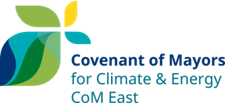 Covenant of Mayors
for Climate & Energy
CoM East